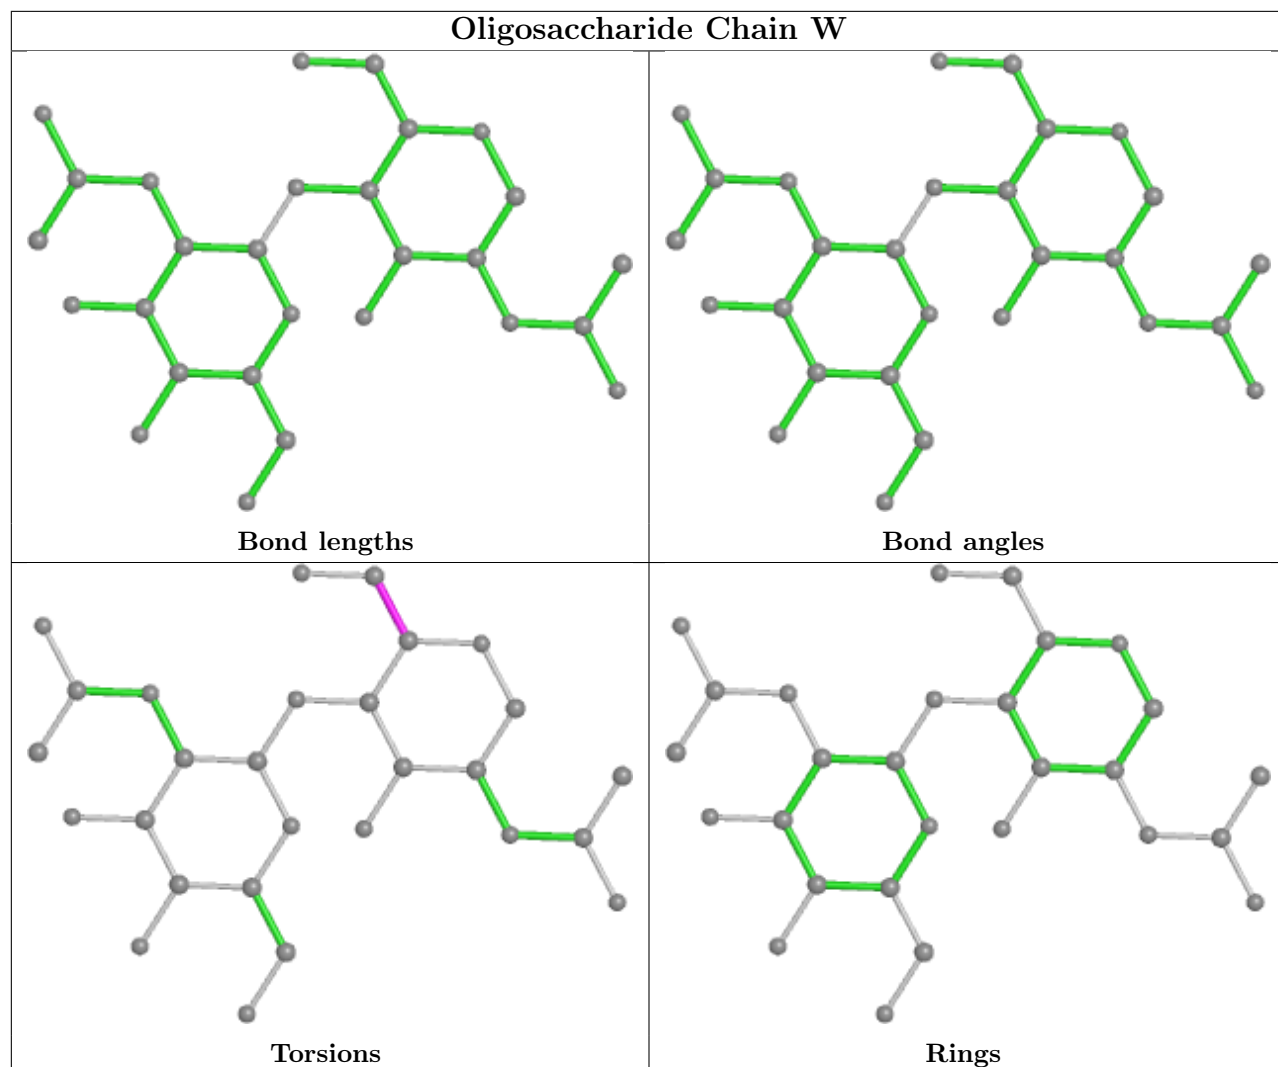 Oligosaccharide Chain W
Bond lengths
Bond angles
Torsions
Rings